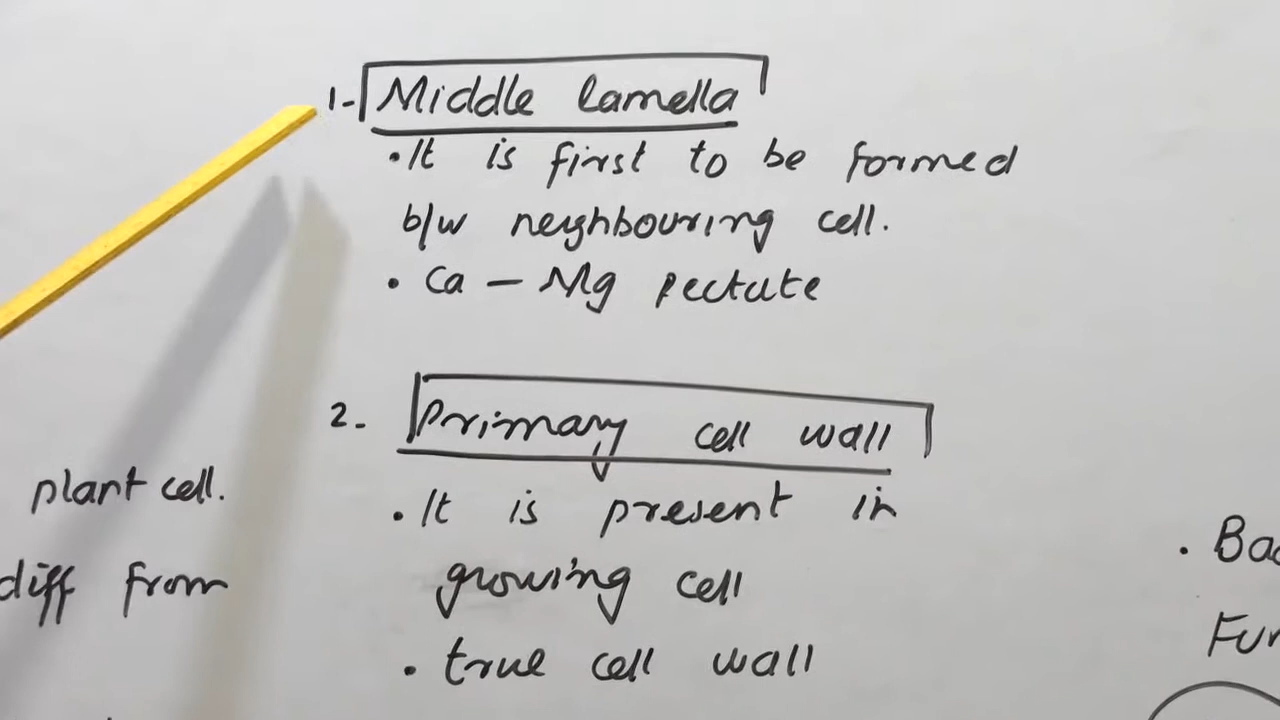 1- Middle lamella
• It is first to be formed
b/w neighbouring cell.
• Ca – Mg pectate
2. Primary cell wall
• It is present in
growing cell
• true cell wall
plant cell.
diff from